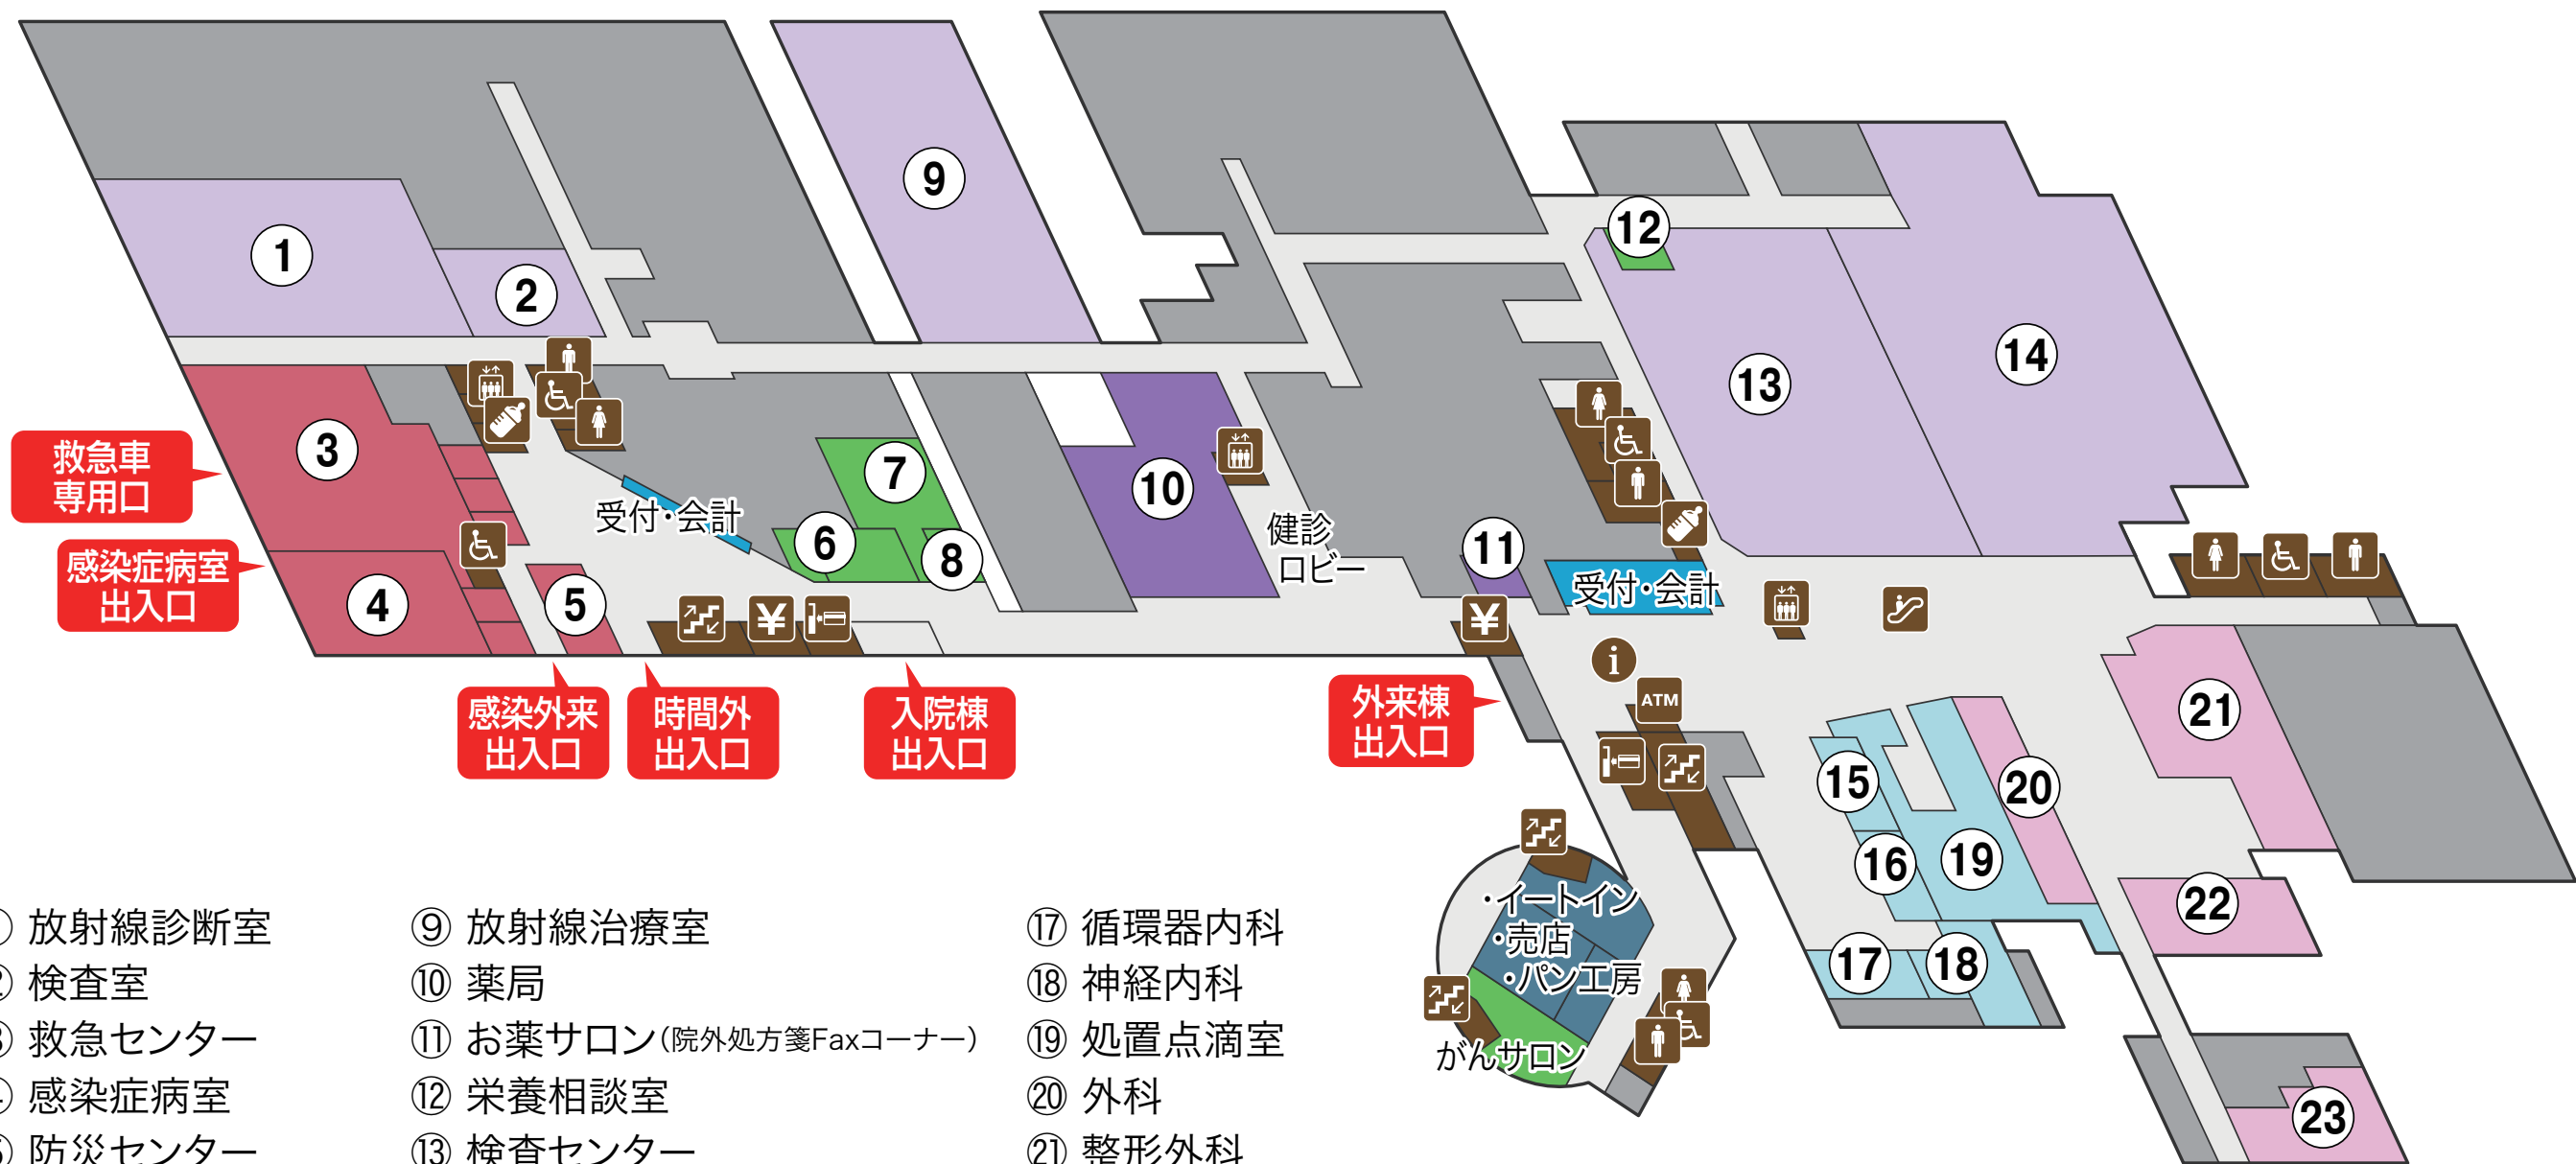 1
2
3
4
5
6
7
8
9
10
11
12
13
14
15
16
17
18
19
20
21
22
23
救急車
専用口
感染症病室
出入口
受付・会計
健診
ロビー
受付・会計
¥
¥
i
ATM
感染外来
出入口
時間外
出入口
入院棟
出入口
外来棟
出入口
・イートイン
・売店
・パン工房
がんサロン
放射線診断室
検査室
救急センター
感染症病室
防災センター
⑨ 放射線治療室
⑩ 薬局
⑪ お薬サロン（院外処方箋Faxコーナー）
⑫ 栄養相談室
⑬ 検査センター
⑰ 循環器内科
⑱ 神経内科
⑲ 処置点滴室
⑳ 外科
㉑ 整形外科